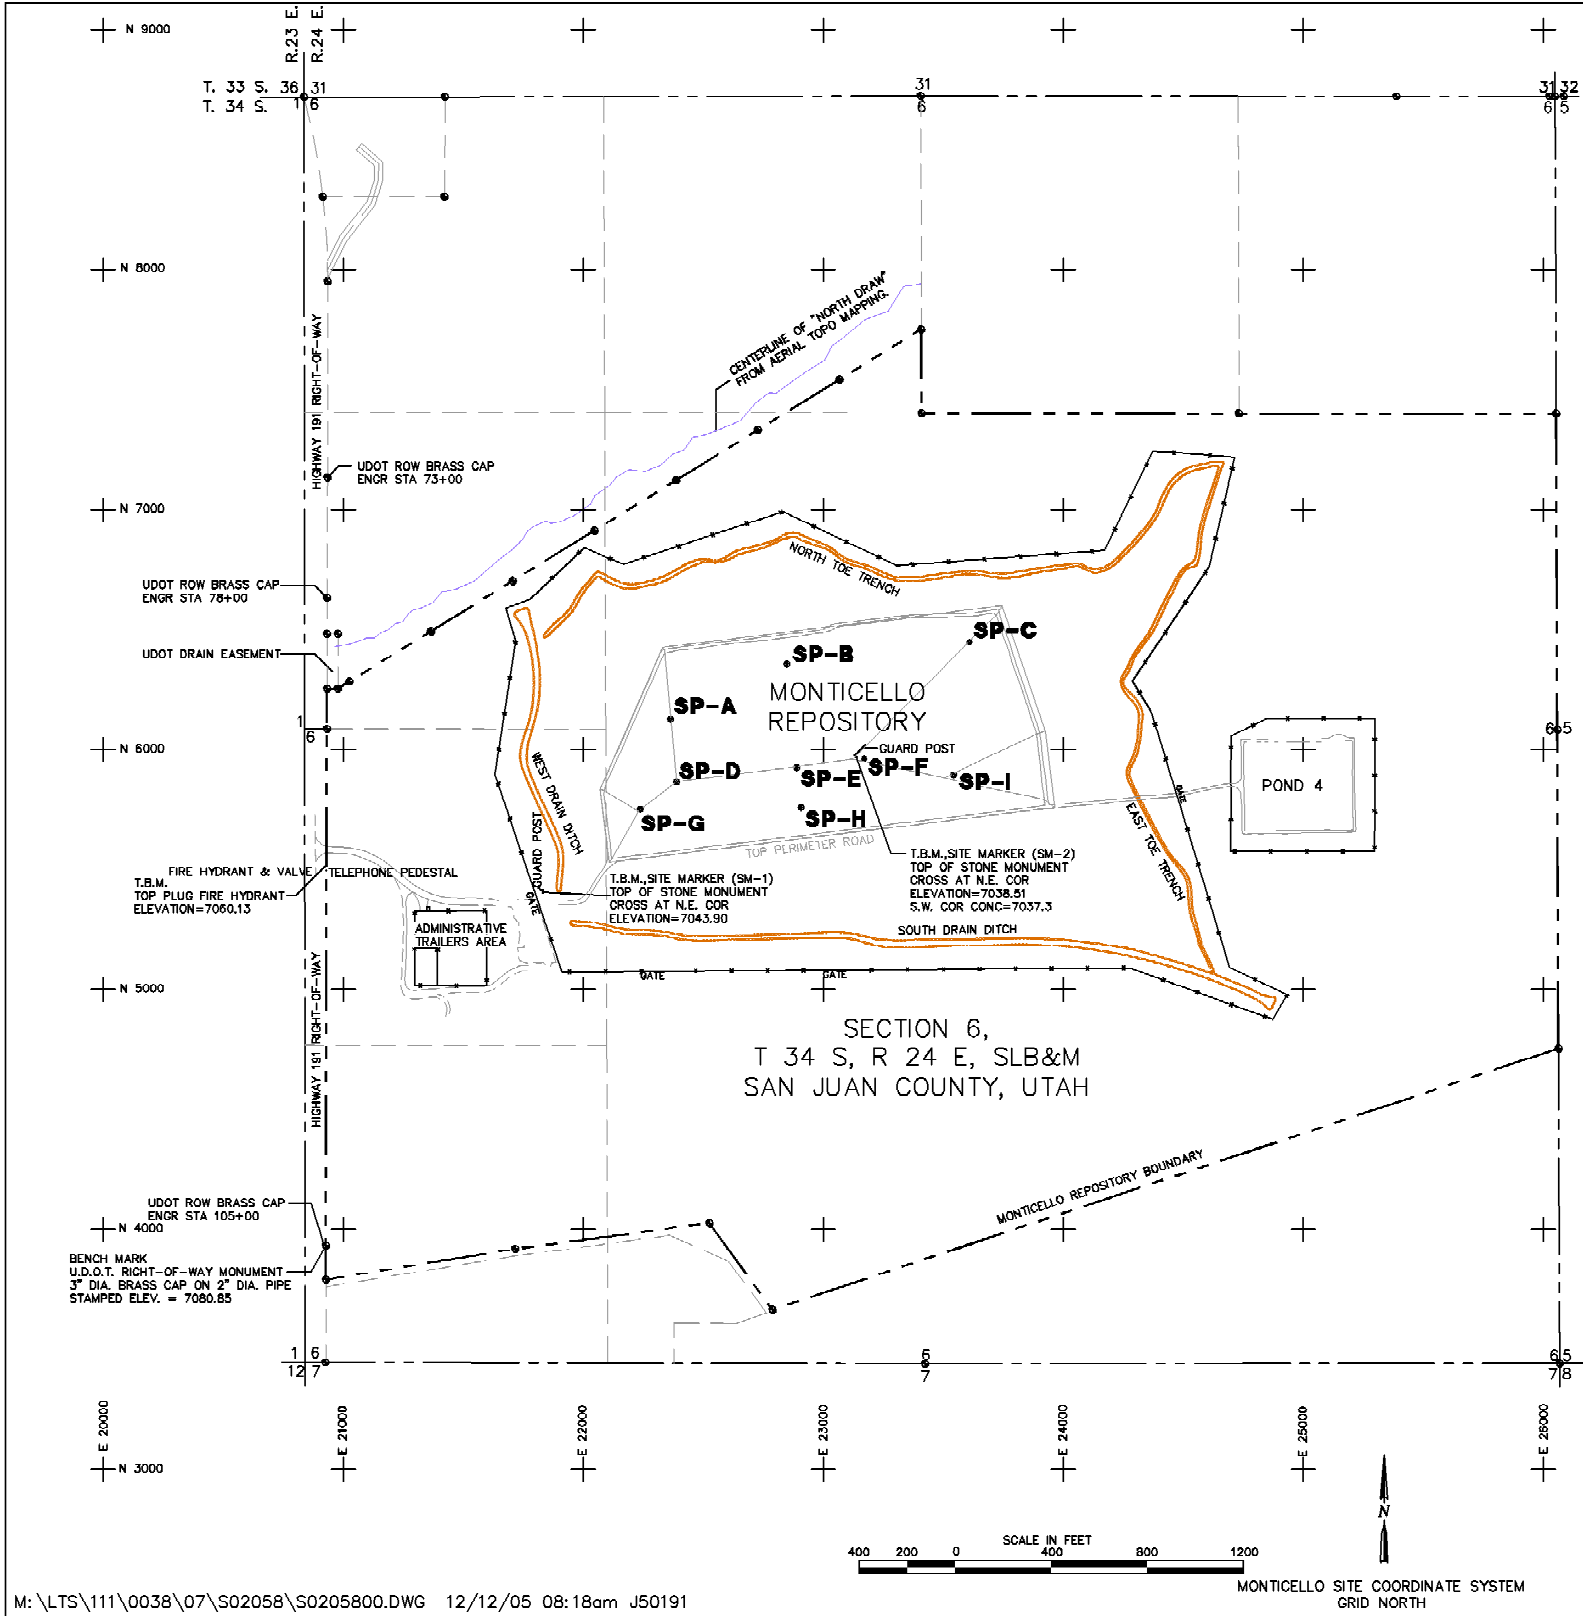 N 9000
R.23 E.
R.24 E.
T. 33 S. 36 31
T. 34 S. 1 6
31
6
31 32
6 5
N 8000
HIGHWAY 191 RIGHT-OF-WAY
CENTERLINE OF "NORTH DRAW"
FROM AERIAL TOPO MAPPING.
UDOT ROW BRASS CAP
ENGR STA 73+00
N 7000
NORTH TOE TRENCH
UDOT ROW BRASS CAP
ENGR STA 78+00
UDOT DRAIN EASEMENT
SP-C
SP-B
MONTICELLO
REPOSITORY
SP-A
1
6
6 5
N 6000
GUARD POST
SP-D
SP-E
SP-F
SP-I
POND 4
GATE
WEST DRAIN DITCH
SP-G
SP-H
EAST TOE TRENCH
GUARD POST
TOP PERIMETER ROAD
FIRE HYDRANT & VALVE
TELEPHONE PEDESTAL
T.B.M.
TOP PLUG FIRE HYDRANT
ELEVATION=7060.13
T.B.M.,SITE MARKER (SM-1)
TOP OF STONE MONUMENT
CROSS AT N.E. COR
ELEVATION=7043.90
T.B.M.,SITE MARKER (SM-2)
TOP OF STONE MONUMENT
CROSS AT N.E. COR
ELEVATION=7038.51
S.W. COR CONC=7037.3
GATE
ADMINISTRATIVE
TRAILERS AREA
SOUTH DRAIN DITCH
GATE
GATE
N 5000
HIGHWAY 191 RIGHT-OF-WAY
SECTION 6,
T 34 S, R 24 E, SLB&M
SAN JUAN COUNTY, UTAH
MONTICELLO REPOSITORY BOUNDARY
UDOT ROW BRASS CAP
ENGR STA 105+00
N 4000
BENCH MARK
U.D.O.T. RIGHT-OF-WAY MONUMENT
3" DIA. BRASS CAP ON 2" DIA. PIPE
STAMPED ELEV. = 7080.85
1 6
12 7
6
7
6 5
7 8
E 20000
E 21000
E 22000
E 23000
E 24000
E 25000
E 26000
N 3000
N
SCALE IN FEET
400 200 0 400 800 1200
MONTICELLO SITE COORDINATE SYSTEM
GRID NORTH
M:\LTS\111\0038\07\S02058\S0205800.DWG 12/12/05 08:18am J50191